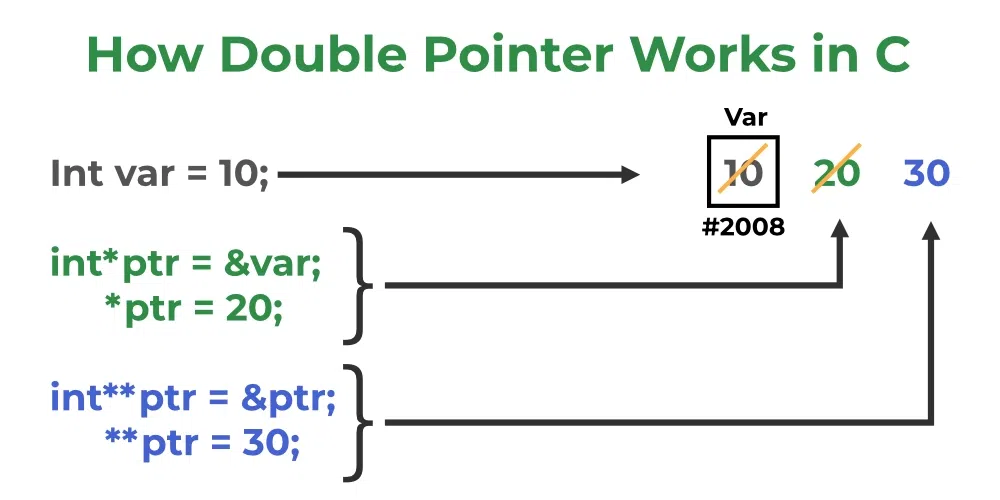 How Double Pointer Works in C
Var
Int var = 10;
10 20 30
#2008
int*ptr = &var;
*ptr = 20;
int**ptr = &ptr;
**ptr = 30;